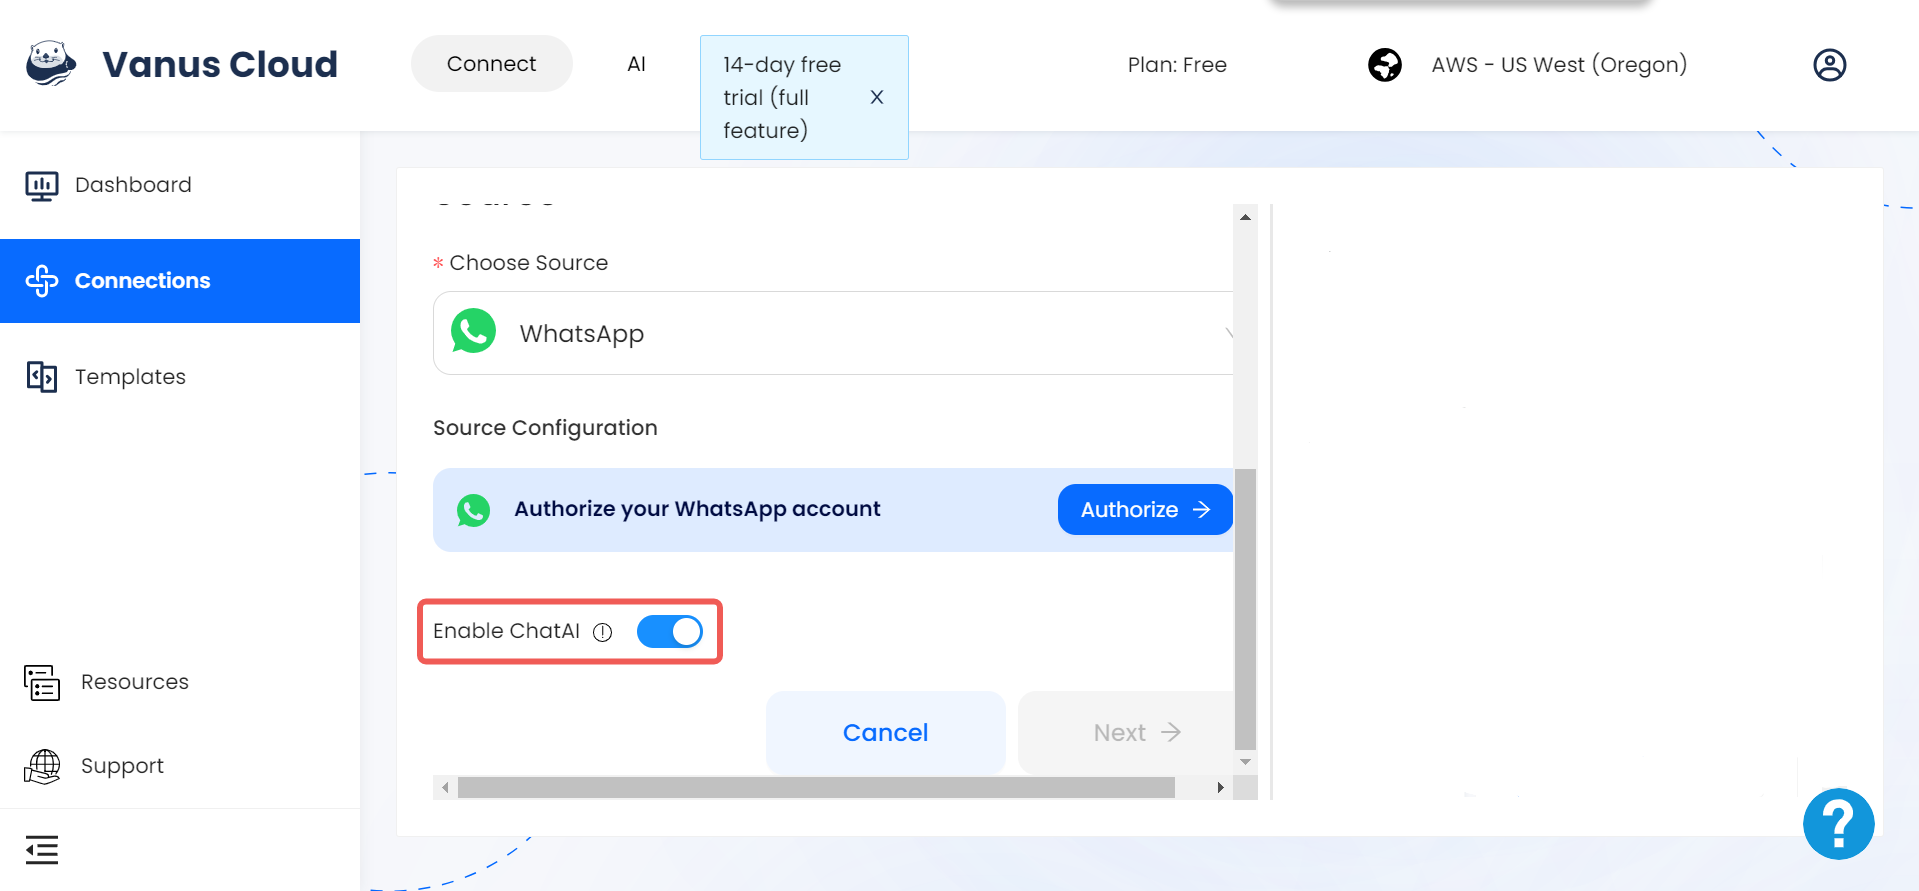 Vanus Cloud
Connect
AI
14-day free
trial (full
feature)
X
Plan: Free
AWS - US West (Oregon)
Dashboard
Connections
Templates
Resources
Support
* Choose Source
WhatsApp
Source Configuration
Authorize your WhatsApp account
Authorize →
Enable ChatAI
Cancel
Next →
?